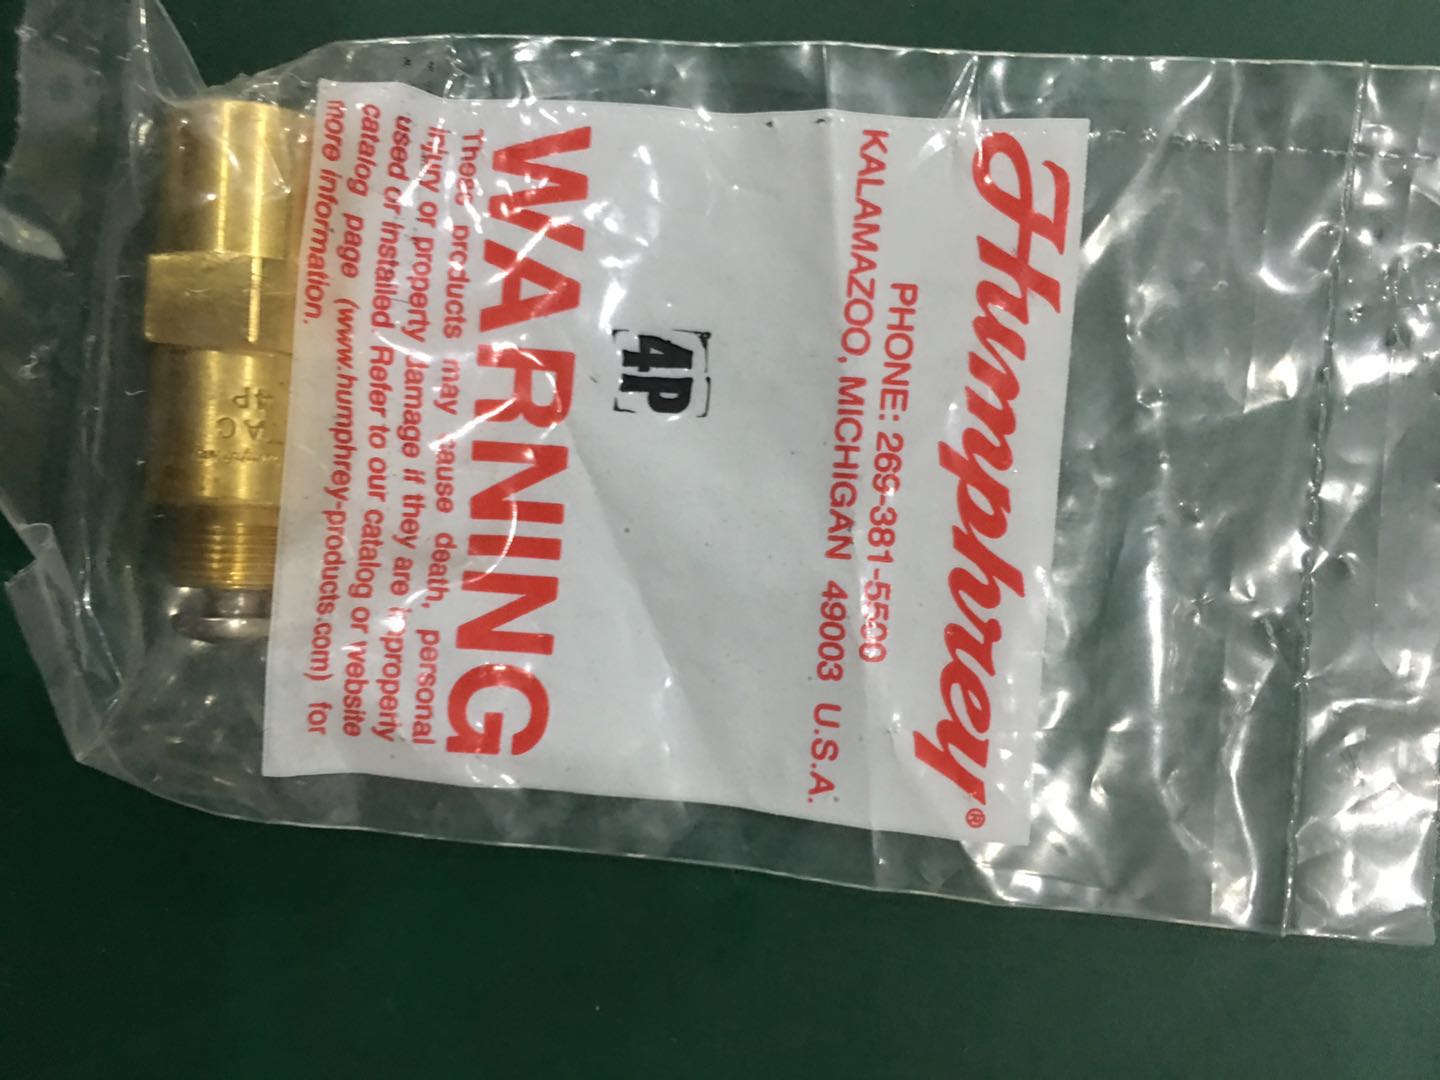 Humphrey®
PHONE: 269-381-5500
KALAMAZOO, MICHIGAN 49003 U.S.A.
4P
WARNING
These products may cause death, personal
injury or property damage if they are improperly
used or installed. Refer to our catalog or website
catalog page (www.humphrey-products.com) for
more information.
TAC
4P